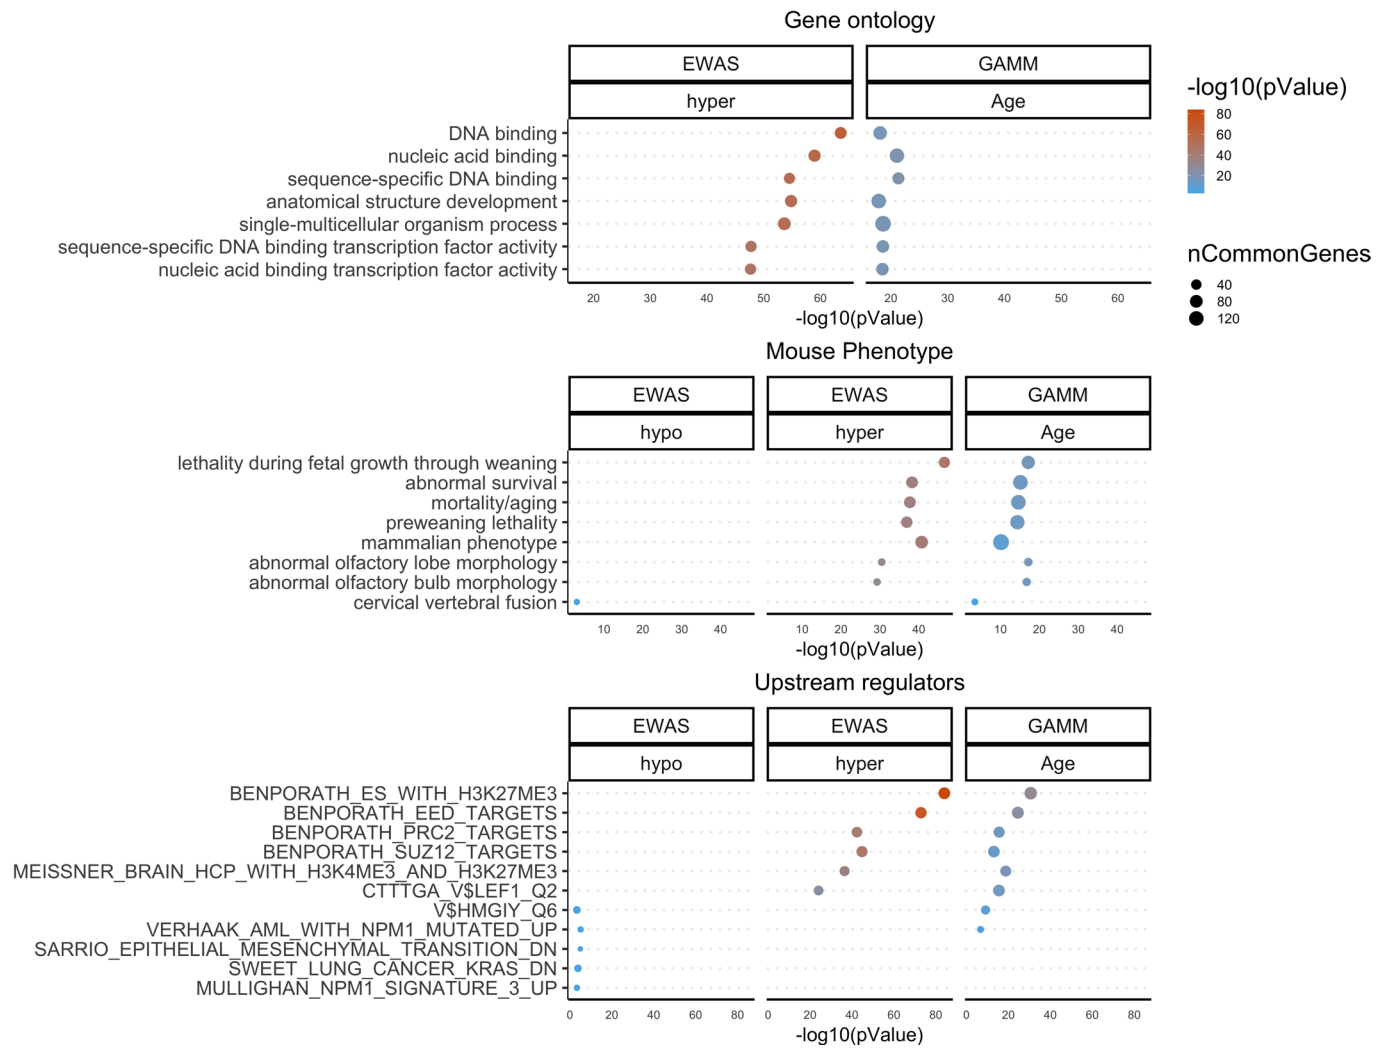 Gene ontology
EWAS GAMM
hyper Age
DNA binding
nucleic acid binding
sequence-specific DNA binding
anatomical structure development
single-multicellular organism process
sequence-specific DNA binding transcription factor activity
nucleic acid binding transcription factor activity
20 30 40 50 60 20 30 40 50 60
-log10(pValue)
-log10(pValue)
80
60
40
20
nCommonGenes
40
80
120
Mouse Phenotype
EWAS EWAS GAMM
hypo hyper Age
lethality during fetal growth through weaning
abnormal survival
mortality/aging
preweaning lethality
mammalian phenotype
abnormal olfactory lobe morphology
abnormal olfactory bulb morphology
cervical vertebral fusion
10 20 30 40 10 20 30 40 10 20 30 40
-log10(pValue)
Upstream regulators
EWAS EWAS GAMM
hypo hyper Age
BENPORATH_ES_WITH_H3K27ME3
BENPORATH_EED_TARGETS
BENPORATH_PRC2_TARGETS
BENPORATH_SUZ12_TARGETS
MEISSNER_BRAIN_HCP_WITH_H3K4ME3_AND_H3K27ME3
CTTTGA_V$LEF1_Q2
V$HMGIY_Q6
VERHAAK_AML_WITH_NPM1_MUTATED_UP
SARRIO_EPITHELIAL_MESENCHYMAL_TRANSITION_DN
SWEET_LUNG_CANCER_KRAS_DN
MULLIGHAN_NPM1_SIGNATURE_3_UP
0 20 40 60 80 0 20 40 60 80 0 20 40 60 80
-log10(pValue)